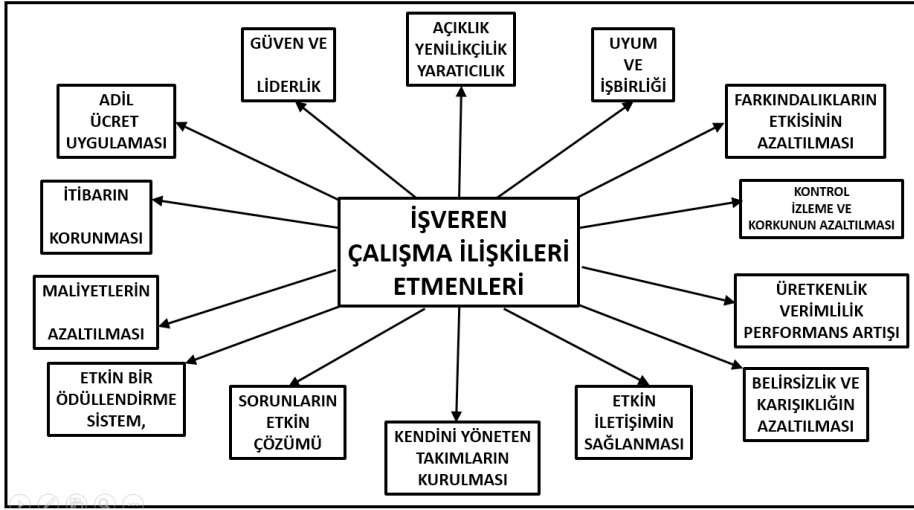 AÇIKLIK
YENİLİKÇİLİK
YARATICILIK
GÜVEN VE
LİDERLİK
UYUM
VE
İŞBİRLİĞİ
ADİL
ÜCRET
UYGULAMASI
FARKINDALIKLARIN
ETKİSİNİN
AZALTILMASI
İTİBARIN
KORUNMASI
KONTROL
İZLEME VE
KORKUNUN AZALTILMASI
İŞVEREN
ÇALIŞMA İLİŞKİLERİ
ETMENLERİ
MALİYETLERİN
AZALTILMASI
ÜRETKENLİK
VERİMLİLİK
PERFORMANS ARTIŞI
ETKİN BİR
ÖDÜLLENDİRME
SİSTEM,
SORUNLARIN
ETKİN
ÇÖZÜMÜ
KENDİNİ YÖNETEN
TAKIMLARIN
KURULMASI
ETKİN
İLETİŞİMİN
SAĞLANMASI
BELİRSİZLİK VE
KARIŞIKLIĞIN
AZALTILMASI